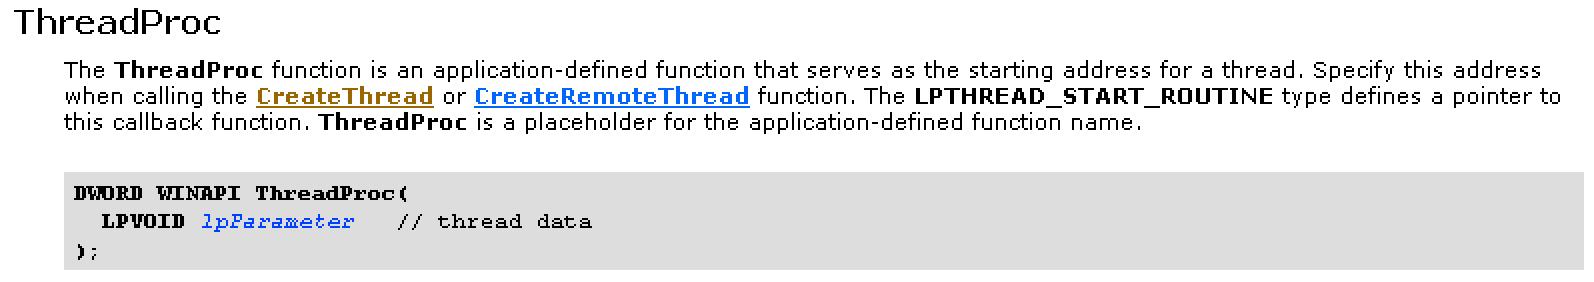 ThreadProc
The ThreadProc function is an application-defined function that serves as the starting address for a thread. Specify this address
when calling the CreateThread or CreateRemoteThread function. The LPTHREAD_START_ROUTINE type defines a pointer to
this callback function. ThreadProc is a placeholder for the application-defined function name.
DWORD WINAPI ThreadProc(
  LPVOID lpParameter   // thread data
);